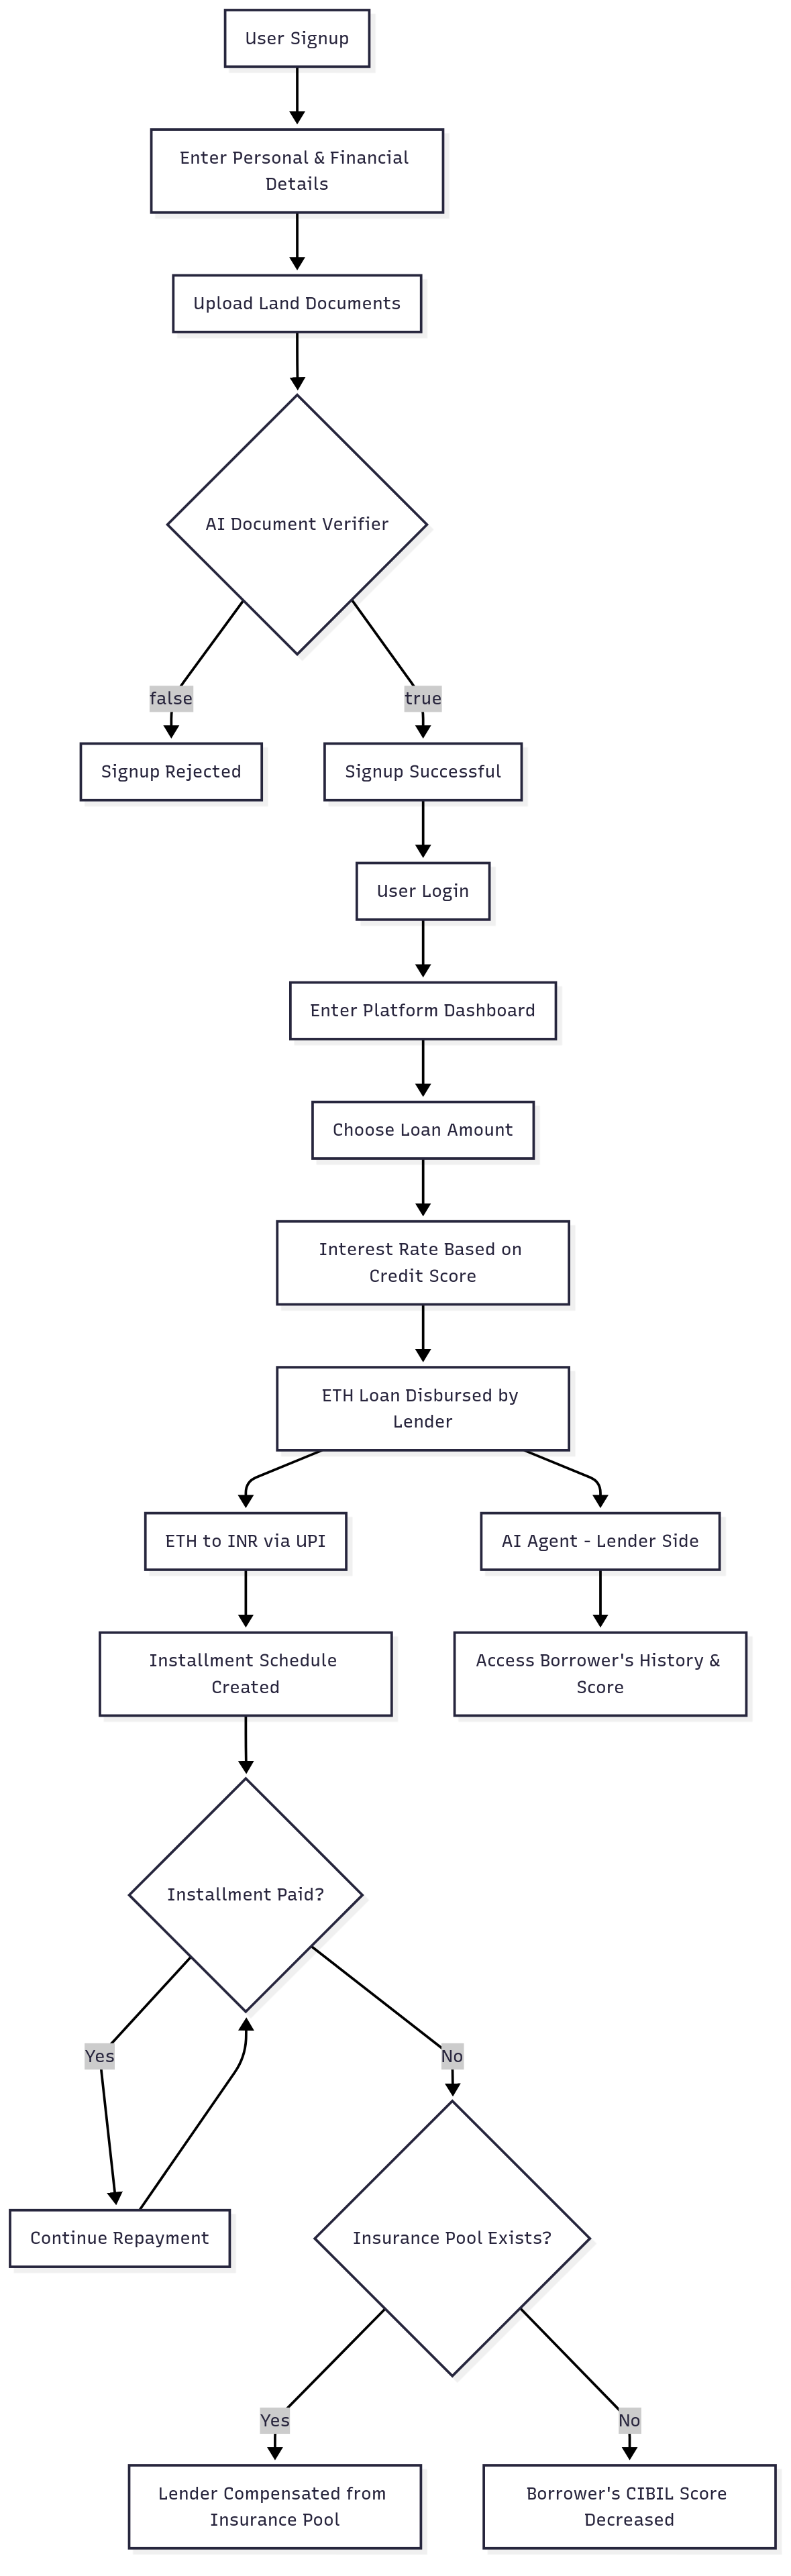 User Signup
Enter Personal & Financial
Details
Upload Land Documents
AI Document Verifier
false
true
Signup Rejected
Signup Successful
User Login
Enter Platform Dashboard
Choose Loan Amount
Interest Rate Based on
Credit Score
ETH Loan Disbursed by
Lender
ETH to INR via UPI
AI Agent - Lender Side
Installment Schedule
Created
Access Borrower's History &
Score
Installment Paid?
Yes
No
Continue Repayment
Insurance Pool Exists?
Yes
No
Lender Compensated from
Insurance Pool
Borrower's CIBIL Score
Decreased